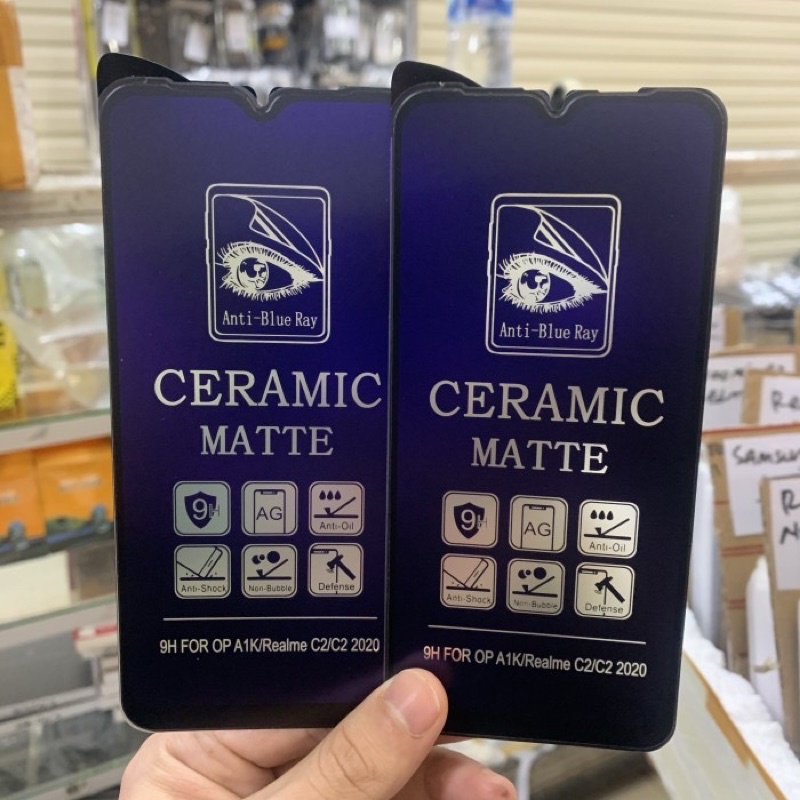 Anti-Blue Ray
CERAMIC
MATTE
9H
AG
Anti-Oil
Anti-Shock
Non-Bubble
Defense
9H FOR OP A1K/Realme C2/C2 2020
Anti-Blue Ray
CERAMIC
MATTE
9H
AG
Anti-Oil
Anti-Shock
Non-Bubble
Defense
9H FOR OP A1K/Realme C2/C2 2020
SAMSU